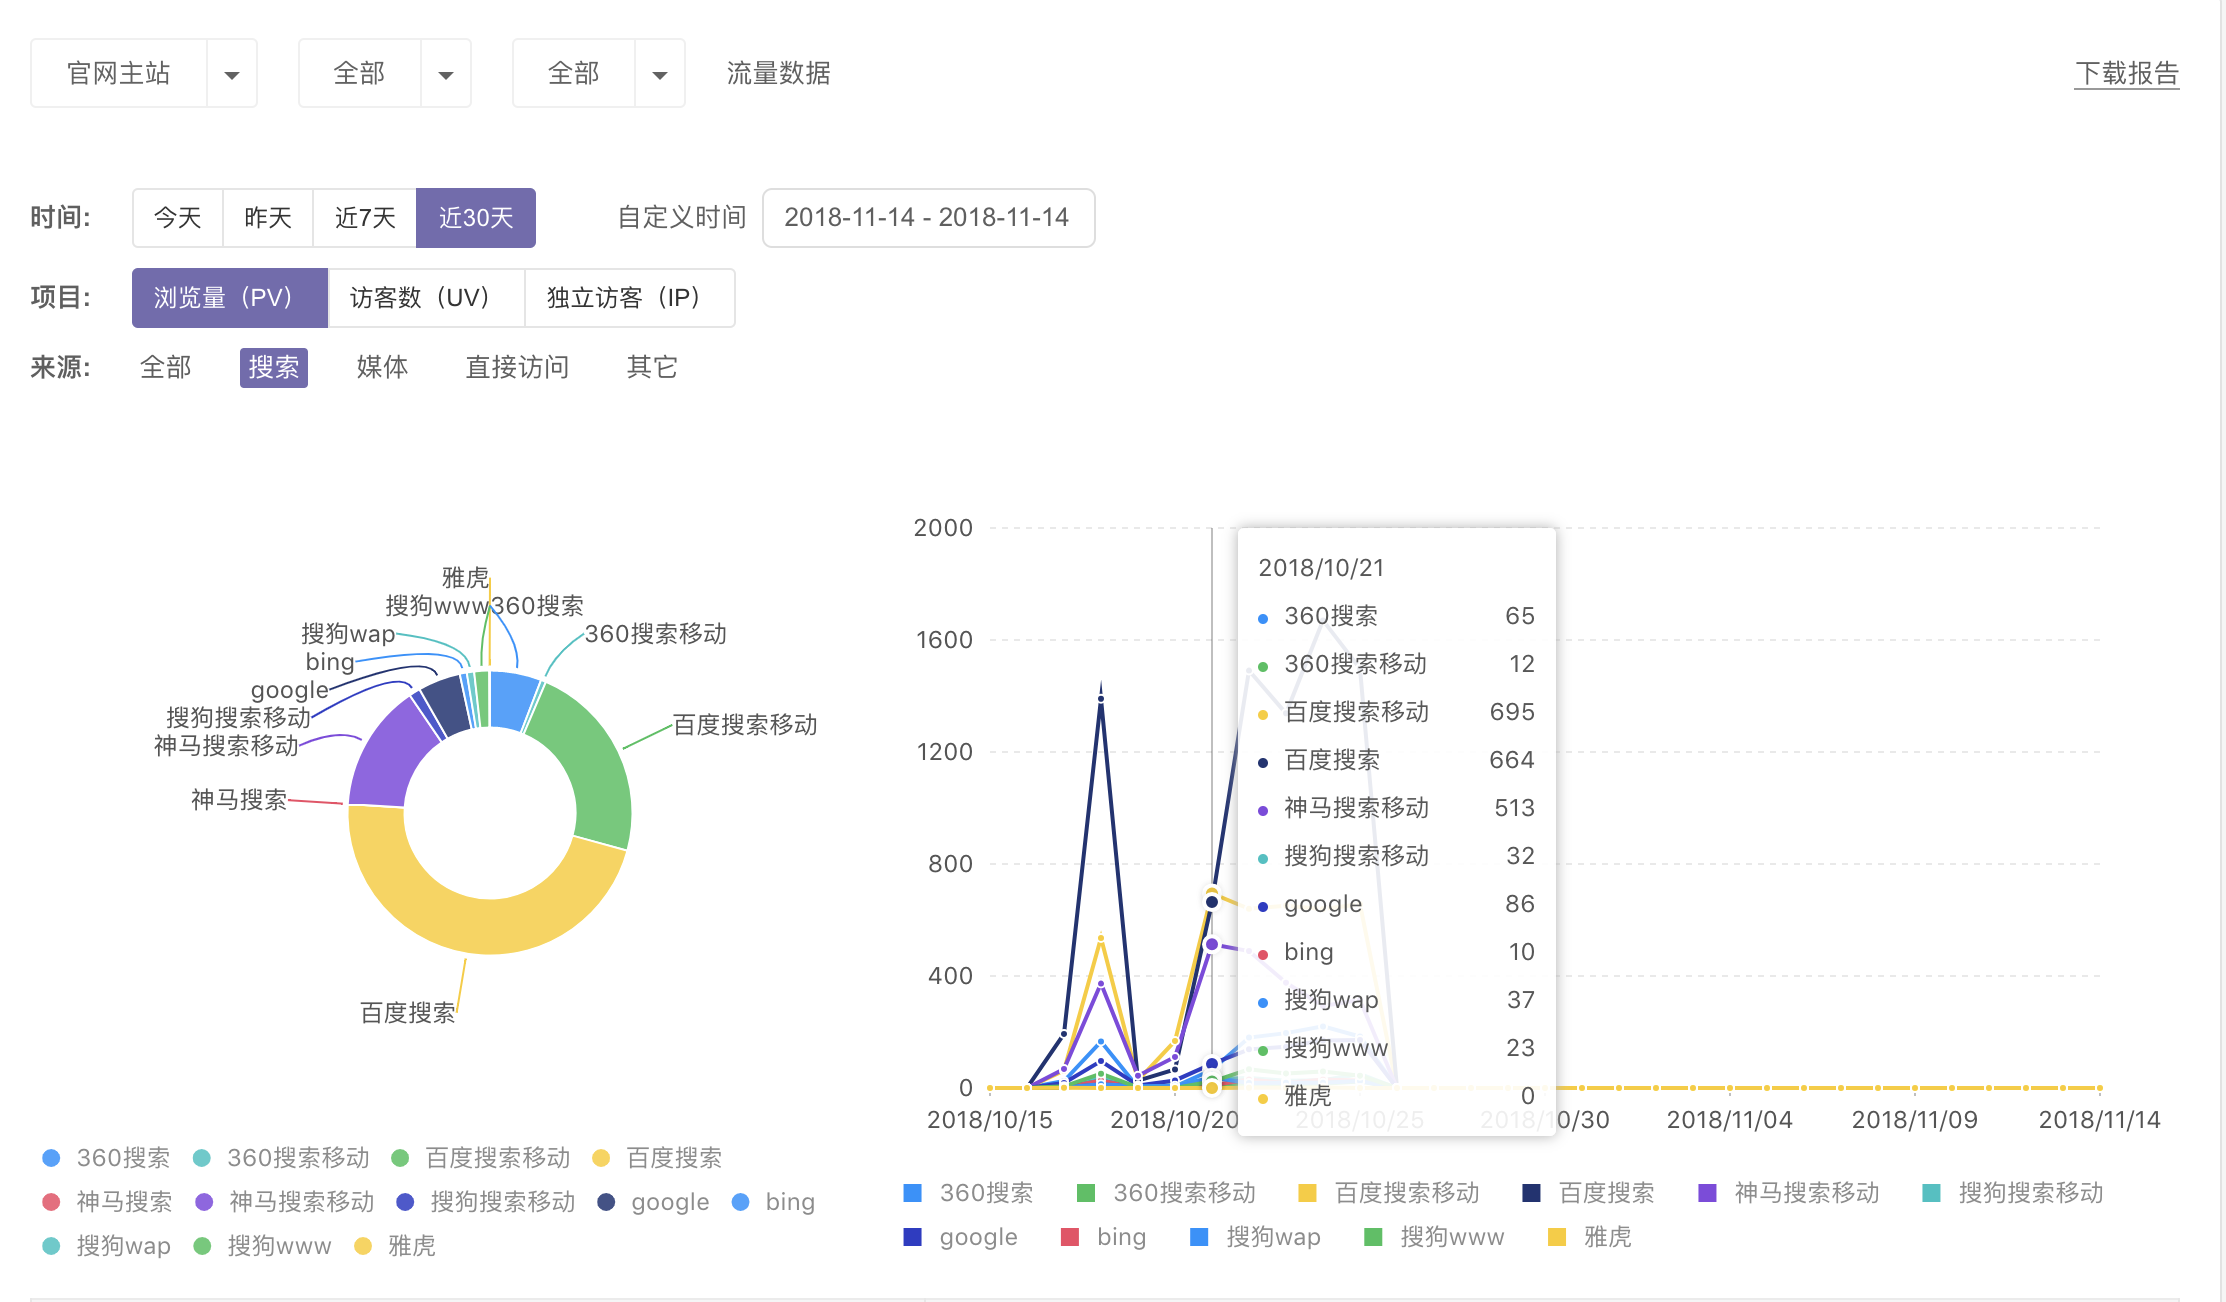 官网主站 全部 全部 流量数据 下载报告
时间: 今天 昨天 近7天 近30天 自定义时间 2018-11-14 - 2018-11-14
项目: 浏览量（PV） 访客数（UV） 独立访客（IP）
来源: 全部 搜索 媒体 直接访问 其它
雅虎
搜狗www 360搜索
搜狗wap 360搜索移动
bing
google
搜狗搜索移动 百度搜索移动
神马搜索移动
神马搜索
百度搜索
360搜索 360搜索移动 百度搜索移动 百度搜索
神马搜索 神马搜索移动 搜狗搜索移动 google bing
搜狗wap 搜狗www 雅虎
2000
1600
1200
800
400
0
2018/10/15 2018/10/20 2018/10/25 2018/10/30 2018/11/04 2018/11/09 2018/11/14
2018/10/21
360搜索 65
360搜索移动 12
百度搜索移动 695
百度搜索 664
神马搜索移动 513
搜狗搜索移动 32
google 86
bing 10
搜狗wap 37
搜狗www 23
雅虎 0
360搜索 360搜索移动 百度搜索移动 百度搜索 神马搜索移动 搜狗搜索移动
google bing 搜狗wap 搜狗www 雅虎